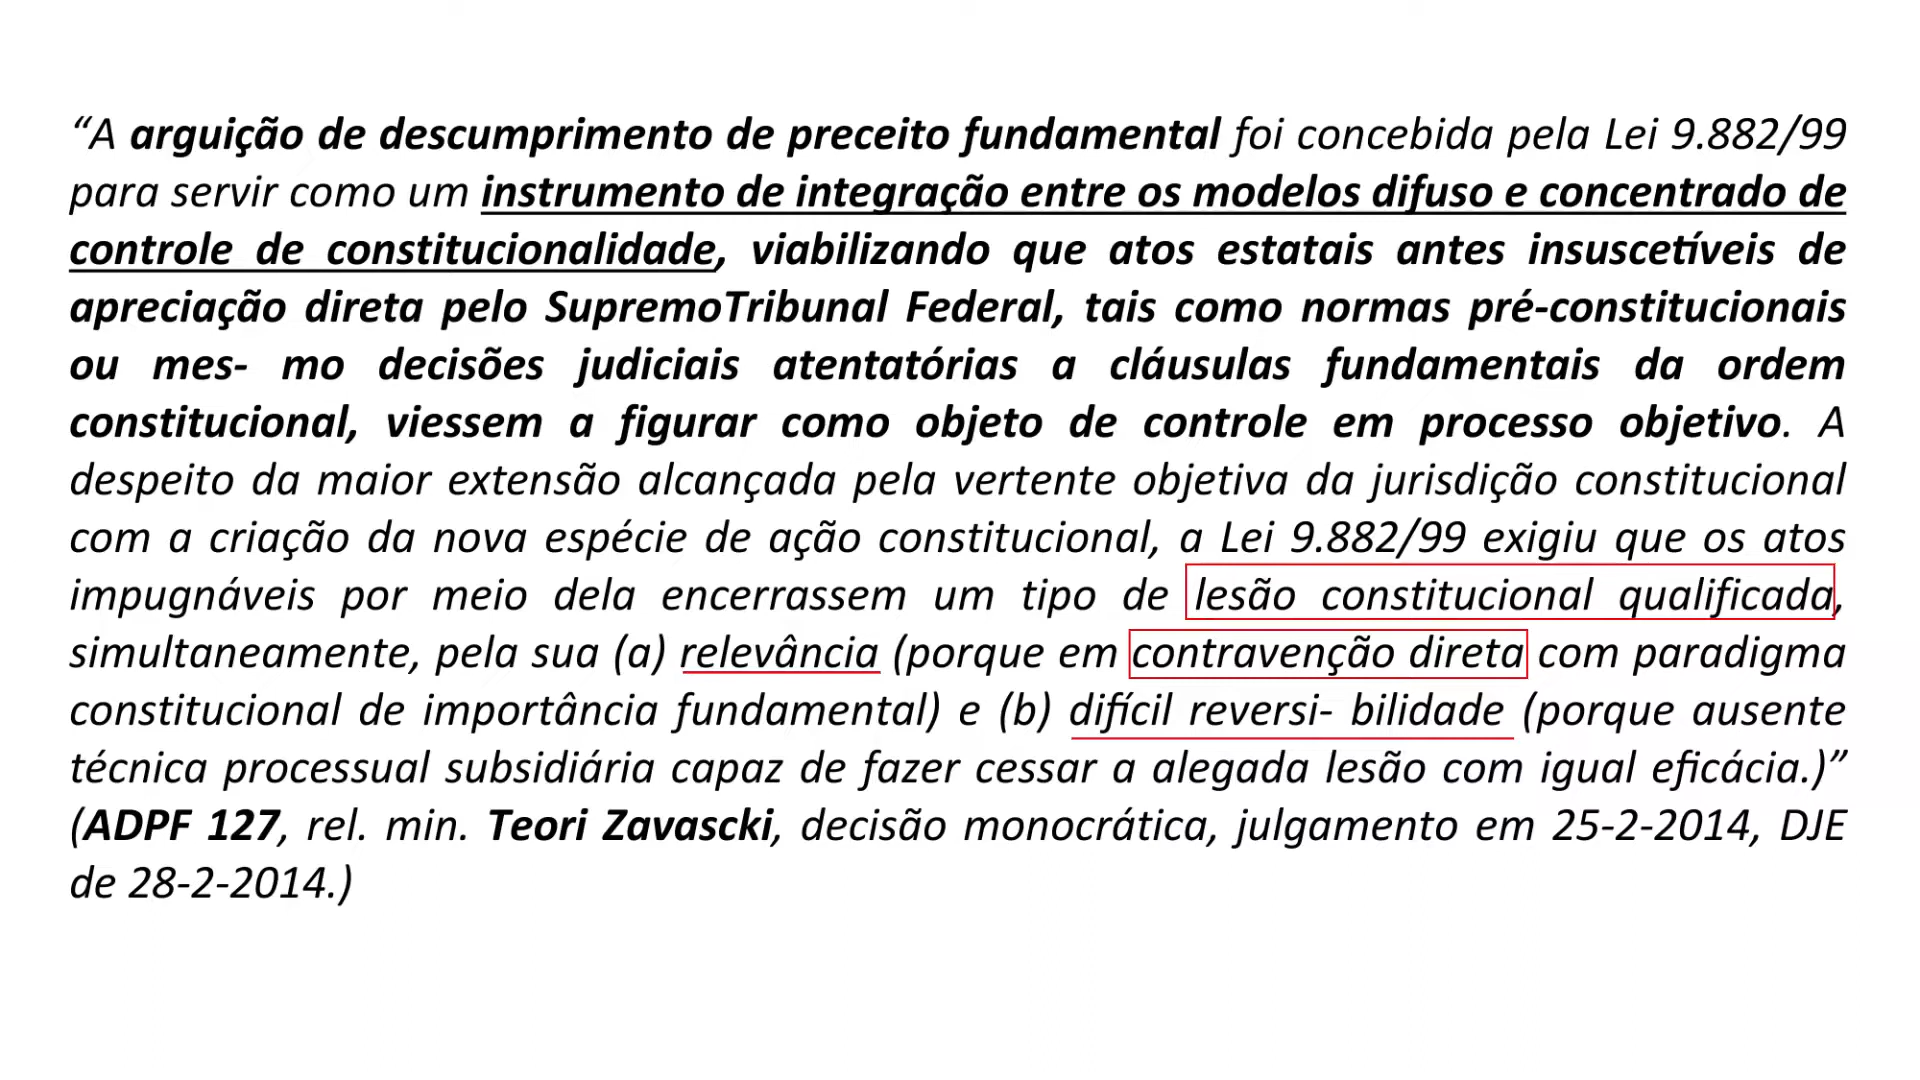 “A arguição de descumprimento de preceito fundamental foi concebida pela Lei 9.882/99
para servir como um instrumento de integração entre os modelos difuso e concentrado de
controle de constitucionalidade, viabilizando que atos estatais antes insuscetíveis de
apreciação direta pelo SupremoTribunal Federal, tais como normas pré-constitucionais
ou mes- mo decisões judiciais atentatórias a cláusulas fundamentais da ordem
constitucional, viessem a figurar como objeto de controle em processo objetivo. A
despeito da maior extensão alcançada pela vertente objetiva da jurisdição constitucional
com a criação da nova espécie de ação constitucional, a Lei 9.882/99 exigiu que os atos
impugnáveis por meio dela encerrassem um tipo de lesão constitucional qualificada,
simultaneamente, pela sua (a) relevância (porque em contravenção direta com paradigma
constitucional de importância fundamental) e (b) difícil reversi- bilidade (porque ausente
técnica processual subsidiária capaz de fazer cessar a alegada lesão com igual eficácia.)”
(ADPF 127, rel. min. Teori Zavascki, decisão monocrática, julgamento em 25-2-2014, DJE
de 28-2-2014.)